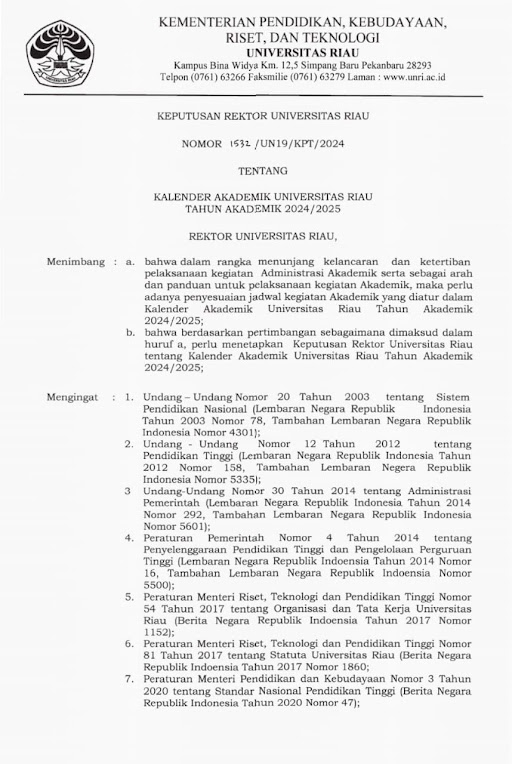 KEMENTERIAN PENDIDIKAN, KEBUDAYAAN,
RISET, DAN TEKNOLOGI
UNIVERSITAS RIAU
Kampus Bina Widya Km. 12,5 Simpang Baru Pekanbaru 28293
Telpon (0761) 63266 Faksmilie (0761) 63279 Laman : www.unri.ac.id
KEPUTUSAN REKTOR UNIVERSITAS RIAU
NOMOR 1532 /UN19/KPT/2024
TENTANG
KALENDER AKADEMIK UNIVERSITAS RIAU
TAHUN AKADEMIK 2024/2025
REKTOR UNIVERSITAS RIAU,
Menimbang : a. bahwa dalam rangka menunjang kelancaran dan ketertiban
pelaksanaan kegiatan Administrasi Akademik serta sebagai arah
dan panduan untuk pelaksanaan kegiatan Akademik, maka perlu
adanya penyesuaian jadwal kegiatan Akademik yang diatur dalam
Kalender Akademik Universitas Riau Tahun Akademik
2024/2025;
b. bahwa berdasarkan pertimbangan sebagaimana dimaksud dalam
huruf a, perlu menetapkan Keputusan Rektor Universitas Riau
tentang Kalender Akademik Universitas Riau Tahun Akademik
2024/2025;
Mengingat : 1. Undang – Undang Nomor 20 Tahun 2003 tentang Sistem
Pendidikan Nasional (Lembaran Negara Republik Indonesia
Tahun 2003 Nomor 78, Tambahan Lembaran Negara Republik
Indonesia Nomor 4301);
2. Undang - Undang Nomor 12 Tahun 2012 tentang
Pendidikan Tinggi (Lembaran Negara Republik Indonesia Tahun
2012 Nomor 158, Tambahan Lembaran Negera Republik
Indonesia Nomor 5335);
3 Undang-Undang Nomor 30 Tahun 2014 tentang Administrasi
Pemerintah (Lembaran Negara Republik Indonesia Tahun 2014
Nomor 292, Tambahan Lembaran Negara Republik Indonesia
Nomor 5601);
4. Peraturan Pemerintah Nomor 4 Tahun 2014 tentang
Penyelenggaraan Pendidikan Tinggi dan Pengelolaan Perguruan
Tinggi (Lembaran Negara Republik Indoensia Tahun 2014 Nomor
16, Tambahan Lembaran Negara Republik Indoensia Nomor
5500);
5. Peraturan Menteri Riset, Teknologi dan Pendidikan Tinggi Nomor
54 Tahun 2017 tentang Organisasi dan Tata Kerja Universitas
Riau (Berita Negara Republik Indoensia Tahun 2017 Nomor
1152);
6. Peraturan Menteri Riset, Teknologi dan Pendidikan Tinggi Nomor
81 Tahun 2017 tentang Statuta Universitas Riau (Berita Negara
Republik Indoensia Tahun 2017 Nomor 1860;
7. Peraturan Menteri Pendidikan dan Kebudayaan Nomor 3 Tahun
2020 tentang Standar Nasional Pendidikan Tinggi (Berita Negara
Republik Indonesia Tahun 2020 Nomor 47);